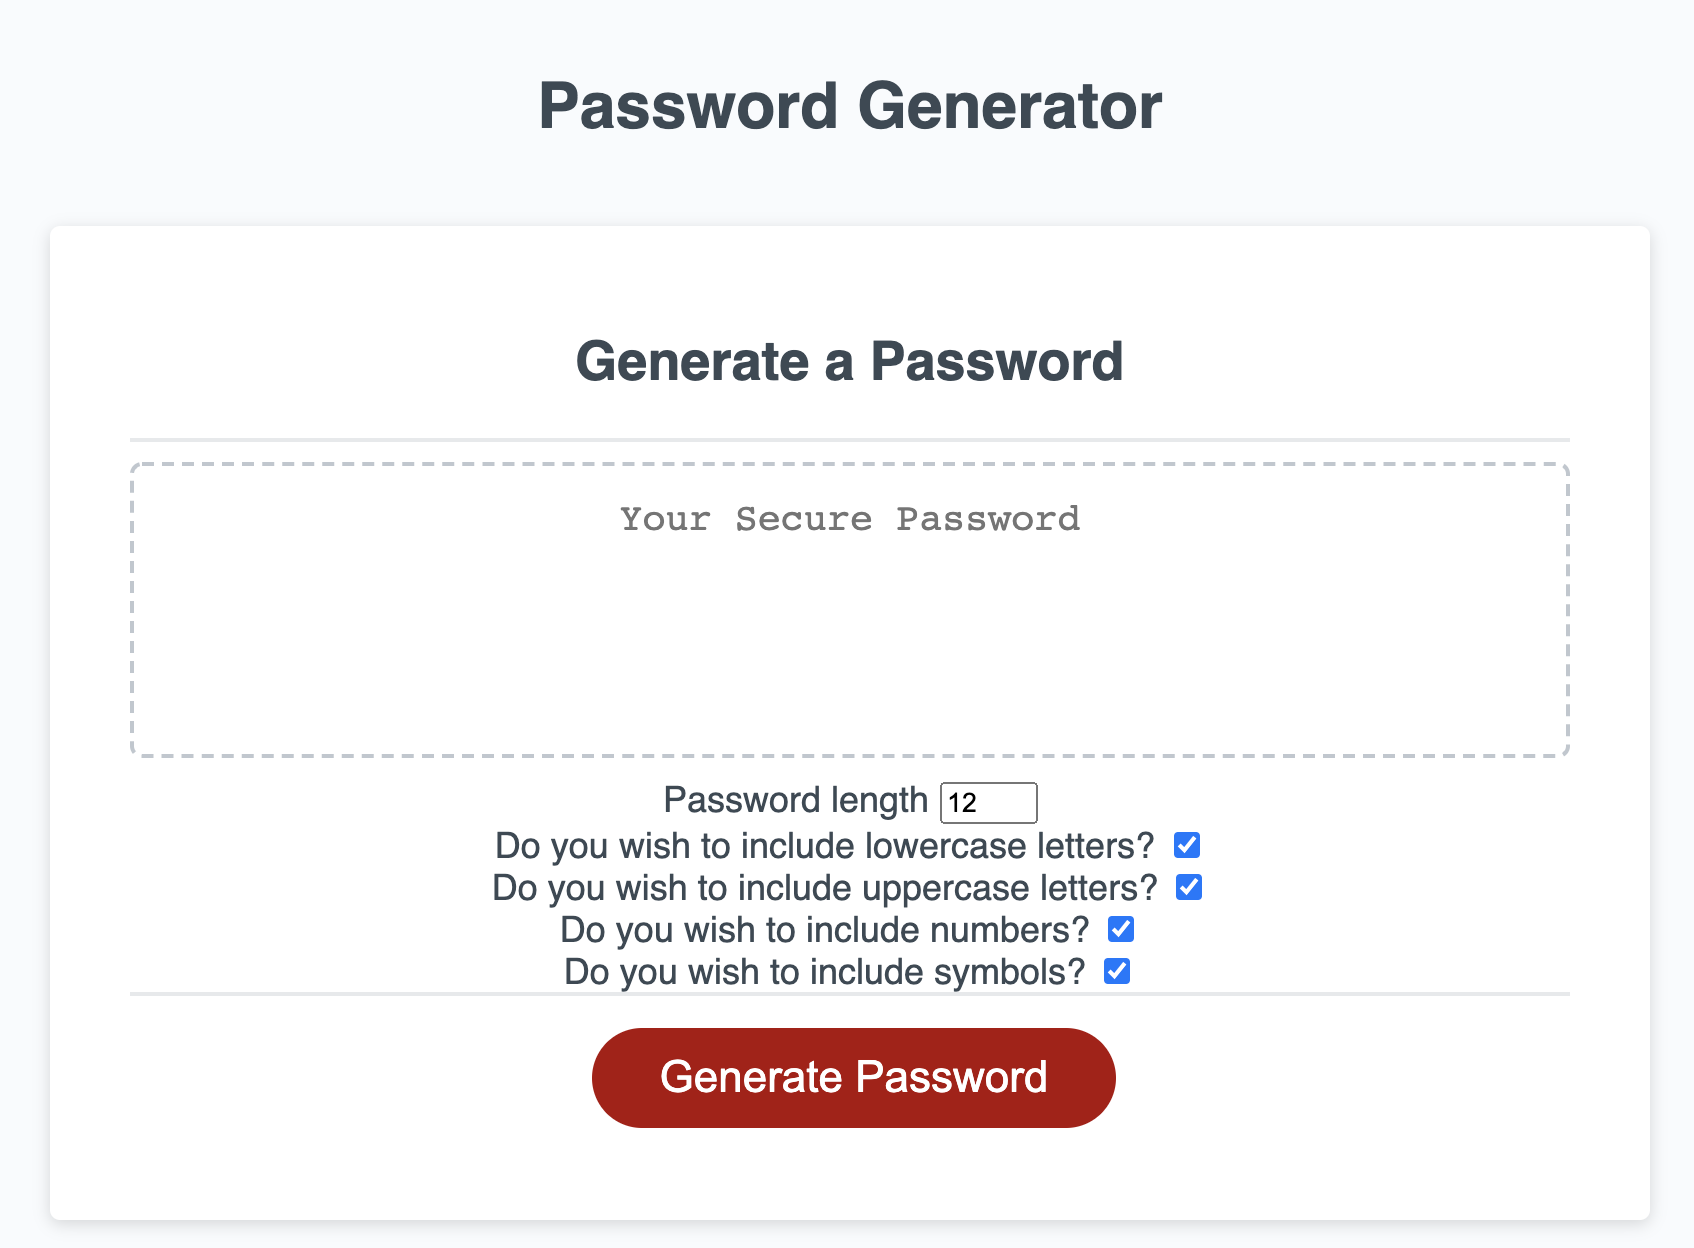 Password Generator
Generate a Password
Your Secure Password
Password length 12
Do you wish to include lowercase letters?
Do you wish to include uppercase letters?
Do you wish to include numbers?
Do you wish to include symbols?
Generate Password